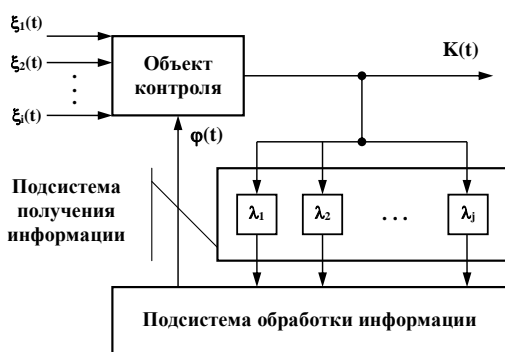 ξ₁(t)
ξ₂(t)
ξᵢ(t)
Объект
контроля
K(t)
φ(t)
Подсистема
получения
информации
λ₁ λ₂ ... λⱼ
Подсистема обработки информации